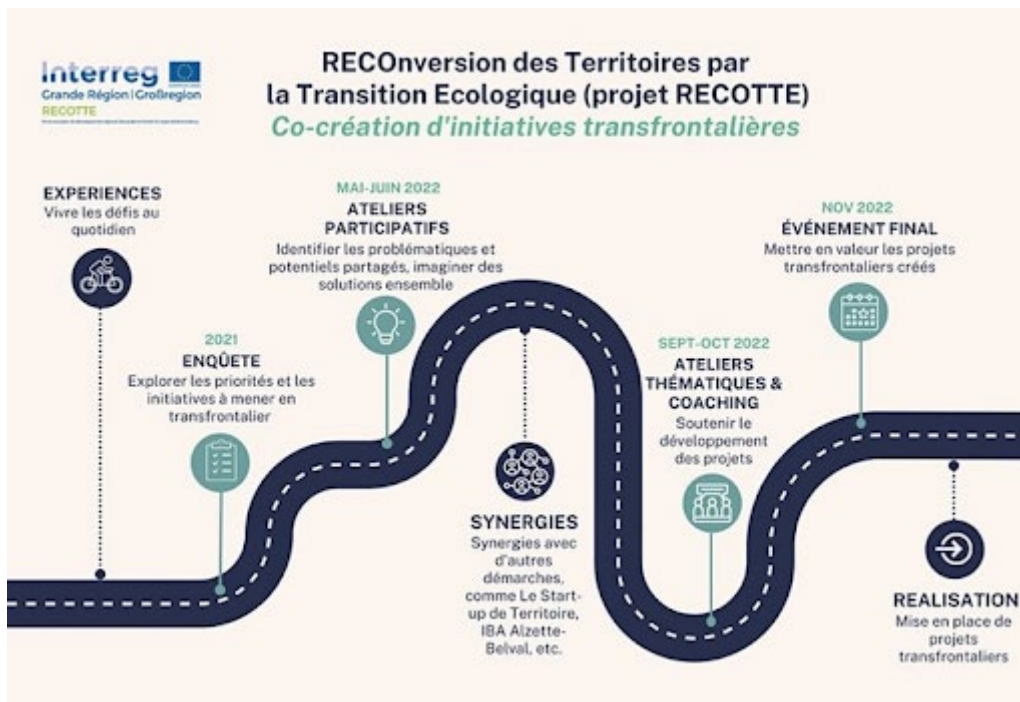 Interreg
Grande Région | Großregion
RECOTTE
RECOnversion des Territoires par
la Transition Ecologique (projet RECOTTE)
Co-création d'initiatives transfrontalières
EXPERIENCES
Vivre les défis au
quotidien
2021
ENQÛETE
Explorer les priorités et les
initiatives à mener en
transfrontalier
MAI-JUIN 2022
ATELIERS
PARTICIPATIFS
Identifier les problématiques et
potentiels partagés, imaginer des
solutions ensemble
SYNERGIES
Synergies avec
d'autres
démarches,
comme Le Start-
up de Territoire,
IBA Alzette-
Belval, etc.
SEPT-OCT 2022
ATELIERS
THÉMATIQUES &
COACHING
Soutenir le
développement
des projets
NOV 2022
ÉVÉNEMENT FINAL
Mettre en valeur les projets
transfrontaliers créés
REALISATION
Mise en place de
projets
transfrontaliers